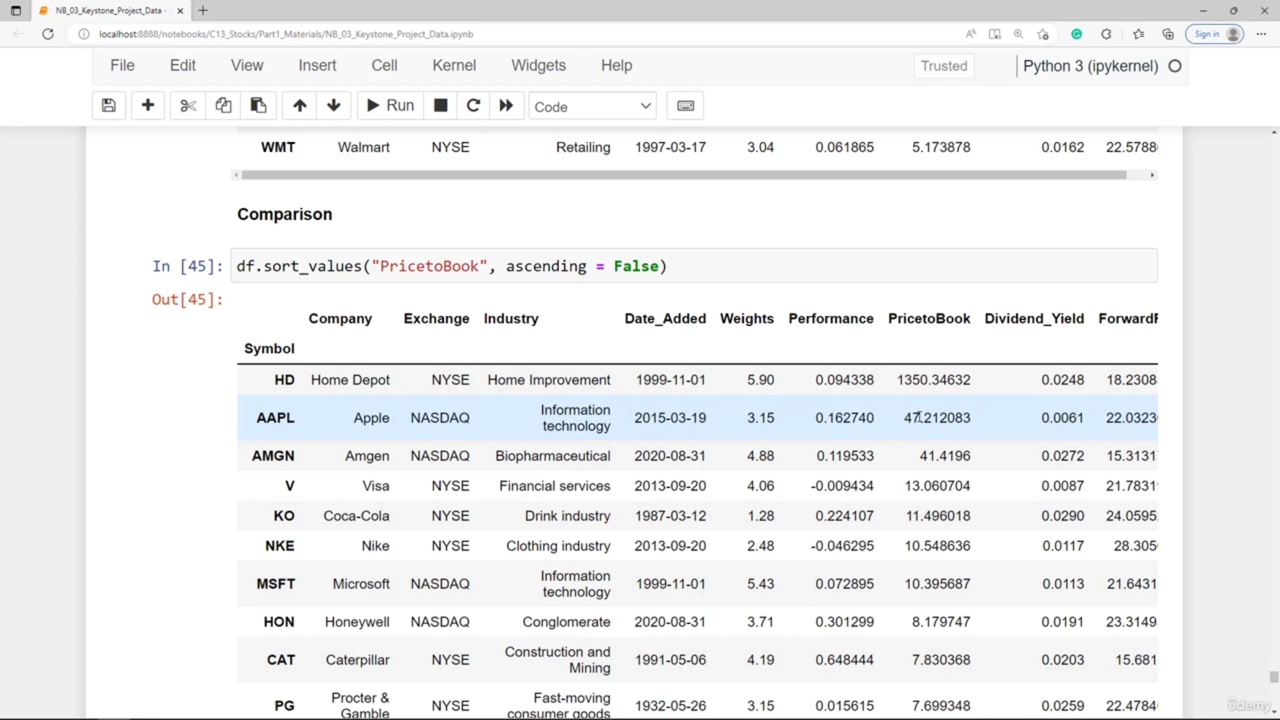 NB_03_Keystone_Project_Data -
localhost:8888/notebooks/C13_Stocks/Part1_Materials/NB_03_Keystone_Project_Data.ipynb
Sign in
File Edit View Insert Cell Kernel Widgets Help Trusted Python 3 (ipykernel)
Run Code
WMT Walmart NYSE Retailing 1997-03-17 3.04 0.061865 5.173878 0.0162 22.5788
Comparison
In [45]: df.sort_values("PricetoBook", ascending = False)
Out[45]:
Company Exchange Industry Date_Added Weights Performance PricetoBook Dividend_Yield Forward
Symbol
HD Home Depot NYSE Home Improvement 1999-11-01 5.90 0.094338 1350.34632 0.0248 18.2308
AAPL Apple NASDAQ Information
technology 2015-03-19 3.15 0.162740 47.212083 0.0061 22.0323
AMGN Amgen NASDAQ Biopharmaceutical 2020-08-31 4.88 0.119533 41.4196 0.0272 15.3131
V Visa NYSE Financial services 2013-09-20 4.06 -0.009434 13.060704 0.0087 21.7831
KO Coca-Cola NYSE Drink industry 1987-03-12 1.28 0.224107 11.496018 0.0290 24.0595
NKE Nike NYSE Clothing industry 2013-09-20 2.48 -0.046295 10.548636 0.0117 28.305
MSFT Microsoft NASDAQ Information
technology 1999-11-01 5.43 0.072895 10.395687 0.0113 21.6431
HON Honeywell NASDAQ Conglomerate 2020-08-31 3.71 0.301299 8.179747 0.0191 23.3149
CAT Caterpillar NYSE Construction and
Mining 1991-05-06 4.19 0.648444 7.830368 0.0203 15.681
PG Procter &
Gamble NYSE Fast-moving
consumer goods 1932-05-26 3.15 0.015615 7.699348 0.0259 22.4784
ûdemy